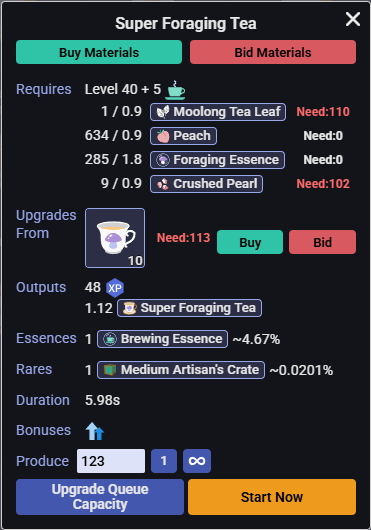 Super Foraging Tea
Buy Materials Bid Materials
Requires Level 40 + 5
1 / 0.9 Moolong Tea Leaf Need:110
634 / 0.9 Peach Need:0
285 / 1.8 Foraging Essence Need:0
9 / 0.9 Crushed Pearl Need:102
Upgrades From 10 Need:113 Buy Bid
Outputs 48 XP
1.12 Super Foraging Tea
Essences 1 Brewing Essence ~4.67%
Rares 1 Medium Artisan's Crate ~0.0201%
Duration 5.98s
Bonuses
Produce 123 1 ∞
Upgrade Queue Capacity Start Now